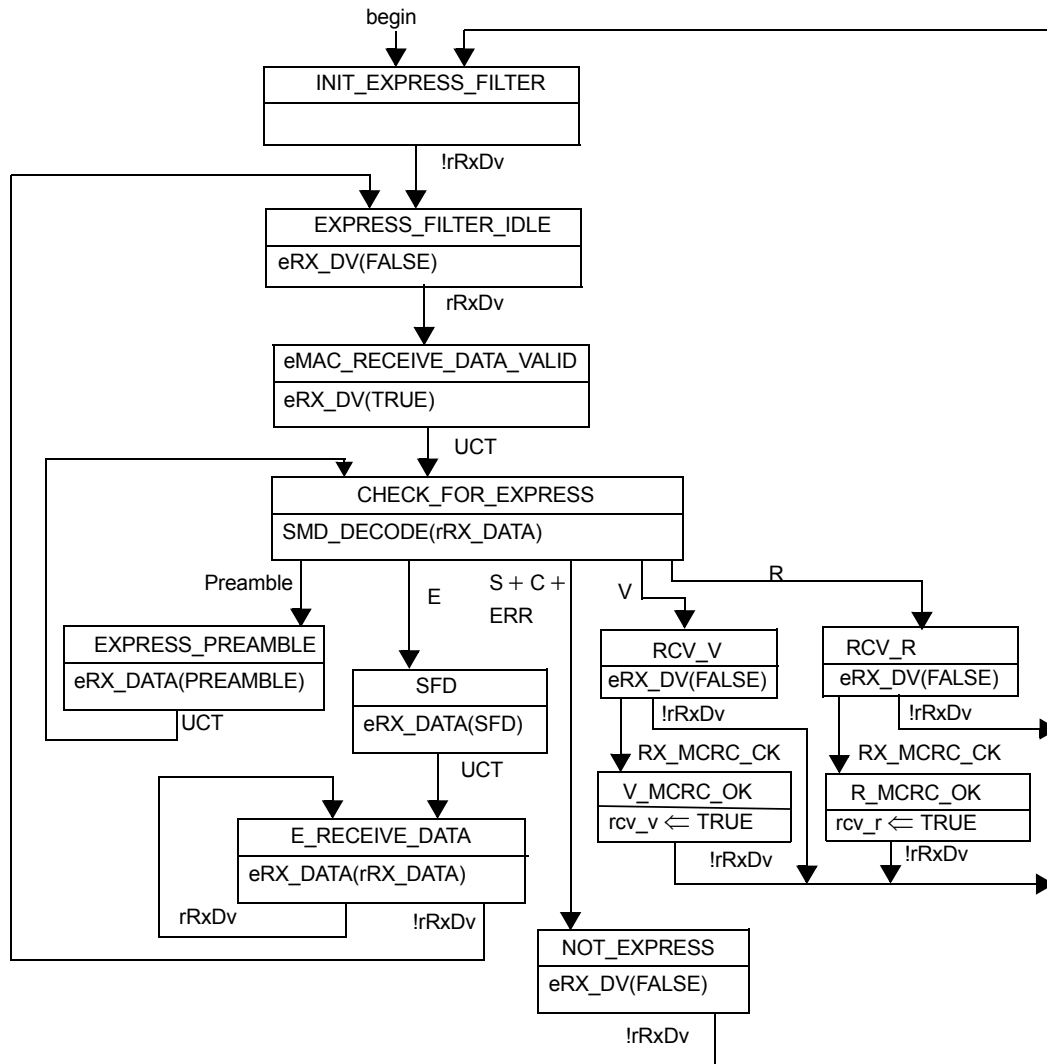 begin
INIT_EXPRESS_FILTER
!rRxDv
EXPRESS_FILTER_IDLE
eRX_DV(FALSE)
rRxDv
eMAC_RECEIVE_DATA_VALID
eRX_DV(TRUE)
UCT
CHECK_FOR_EXPRESS
SMD_DECODE(rRX_DATA)
Preamble
E
S + C +
ERR
V
R
EXPRESS_PREAMBLE
eRX_DATA(PREAMBLE)
UCT
SFD
eRX_DATA(SFD)
UCT
RCV_V
eRX_DV(FALSE)
!rRxDv
RX_MCRC_CK
V_MCRC_OK
rcv_v ⇐ TRUE
!rRxDv
RCV_R
eRX_DV(FALSE)
!rRxDv
RX_MCRC_CK
R_MCRC_OK
rcv_r ⇐ TRUE
!rRxDv
E_RECEIVE_DATA
eRX_DATA(rRX_DATA)
rRxDv
!rRxDv
NOT_EXPRESS
eRX_DV(FALSE)
!rRxDv